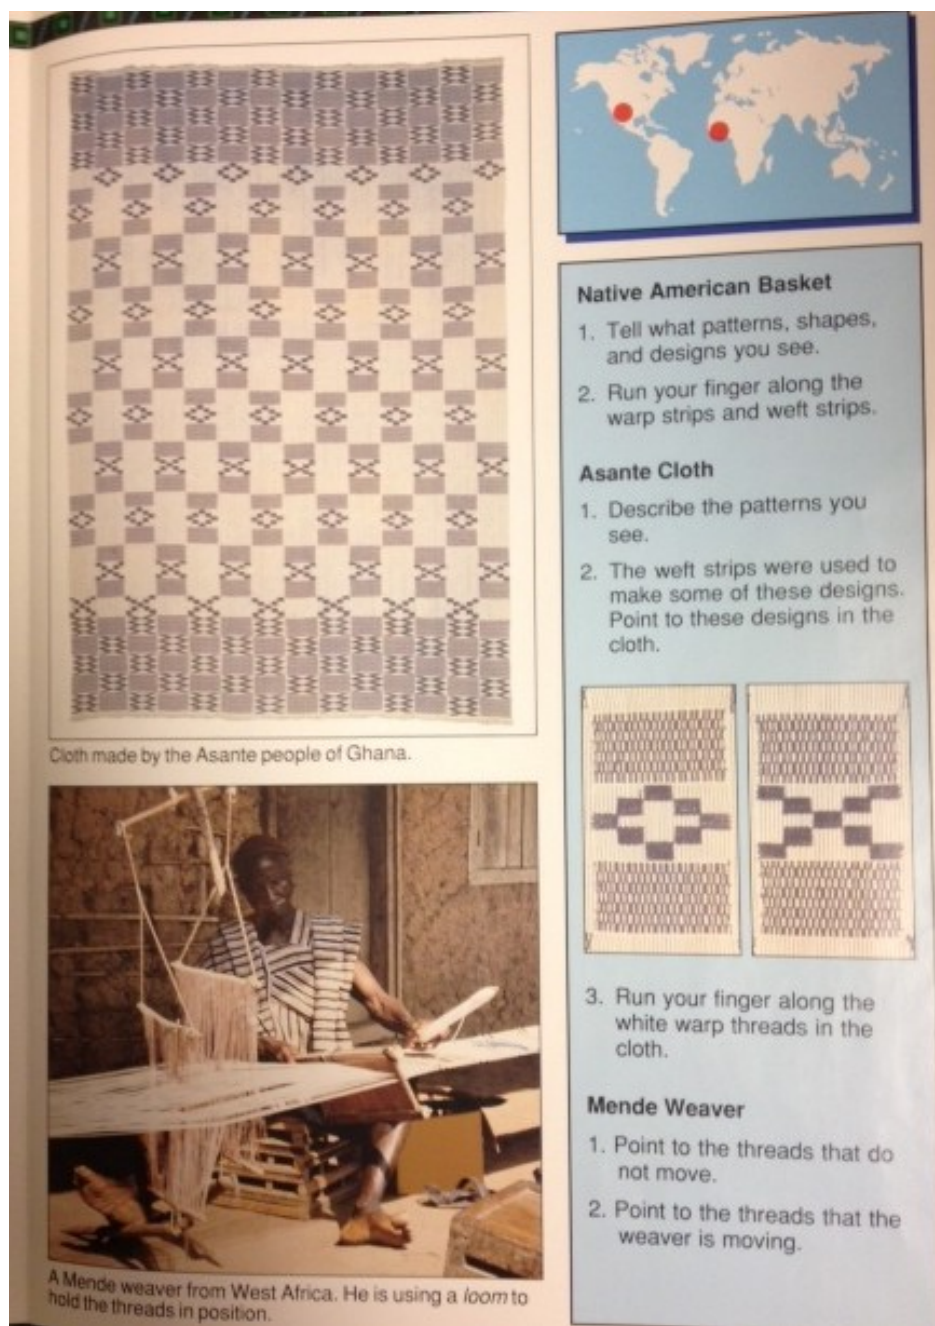 Cloth made by the Asante people of Ghana.
A Mende weaver from West Africa. He is using a loom to
hold the threads in position.
Native American Basket
1. Tell what patterns, shapes,
and designs you see.
2. Run your finger along the
warp strips and weft strips.
Asante Cloth
1. Describe the patterns you
see.
2. The weft strips were used to
make some of these designs.
Point to these designs in the
cloth.
3. Run your finger along the
white warp threads in the
cloth.
Mende Weaver
1. Point to the threads that do
not move.
2. Point to the threads that the
weaver is moving.